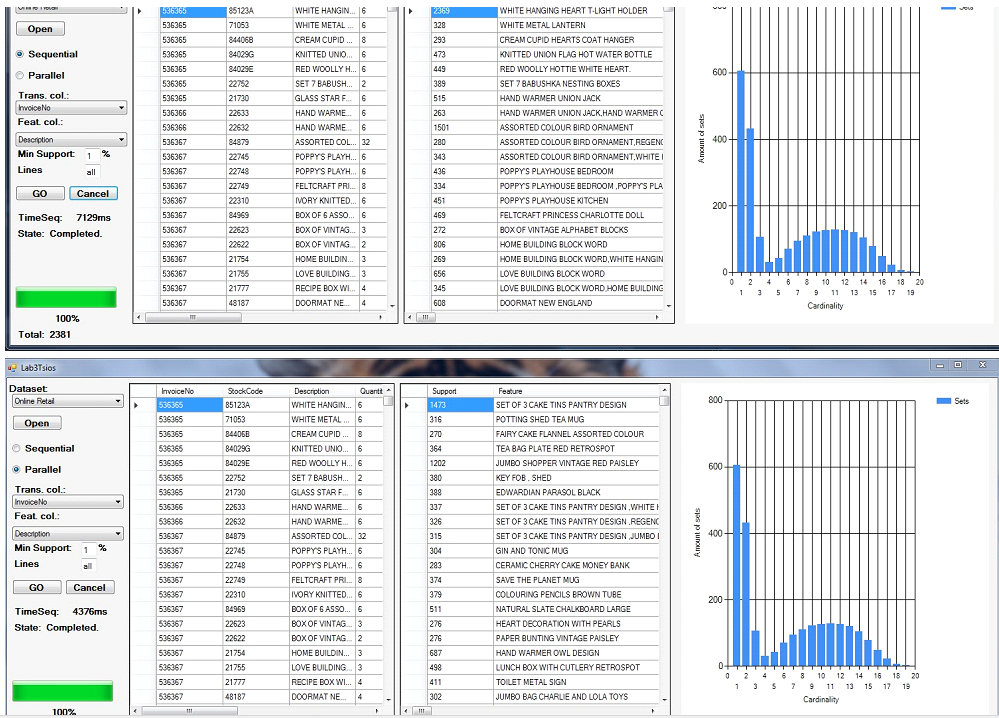 Open
Sequential
Parallel
Trans. col.:
InvoiceNo
Feat. col.:
Description
Min Support: 1 %
Lines all
GO Cancel
TimeSeq: 7129ms
State: Completed.
100%
Total: 2381
536365 85123A WHITE HANGIN... 6
536365 71053 WHITE METAL ... 6
536365 84406B CREAM CUPID ... 8
536365 84029G KNITTED UNIO... 6
536365 84029E RED WOOLLY H... 6
536365 22752 SET 7 BABUSH... 2
536365 21730 GLASS STAR F... 6
536366 22633 HAND WARME... 6
536366 22632 HAND WARME... 6
536367 84879 ASSORTED COL... 32
536367 22745 POPPY'S PLAYH... 6
536367 22748 POPPY'S PLAYH... 6
536367 22749 FELTCRAFT PRI... 8
536367 22310 IVORY KNITTED... 6
536367 84969 BOX OF 6 ASSO... 6
536367 22623 BOX OF VINTAG... 3
536367 22622 BOX OF VINTAG... 2
536367 21754 HOME BUILDIN... 3
536367 21755 LOVE BUILDING... 3
536367 21777 RECIPE BOX WI... 4
536367 48187 DOORMAT NE... 4
2369 WHITE HANGING HEART T-LIGHT HOLDER
328 WHITE METAL LANTERN
293 CREAM CUPID HEARTS COAT HANGER
473 KNITTED UNION FLAG HOT WATER BOTTLE
449 RED WOOLLY HOTTIE WHITE HEART.
389 SET 7 BABUSHKA NESTING BOXES
515 HAND WARMER UNION JACK
263 HAND WARMER UNION JACK,HAND WARMER
1501 ASSORTED COLOUR BIRD ORNAMENT
280 ASSORTED COLOUR BIRD ORNAMENT,REGEN
343 ASSORTED COLOUR BIRD ORNAMENT,WHITE
436 POPPY'S PLAYHOUSE BEDROOM
334 POPPY'S PLAYHOUSE BEDROOM ,POPPY'S PLA
451 POPPY'S PLAYHOUSE KITCHEN
469 FELTCRAFT PRINCESS CHARLOTTE DOLL
272 BOX OF VINTAGE ALPHABET BLOCKS
806 HOME BUILDING BLOCK WORD
269 HOME BUILDING BLOCK WORD,WHITE HANGIN
656 LOVE BUILDING BLOCK WORD
345 LOVE BUILDING BLOCK WORD,HOME BUILDING
608 DOORMAT NEW ENGLAND
600
400
200
0
Amount of sets
0 2 4 6 8 10 12 14 16 18 20
1 3 5 7 9 11 13 15 17 19
Cardinality
Lab3Tsios
Dataset:
Online Retail
Open
Sequential
Parallel
Trans. col.:
InvoiceNo
Feat. col.:
Description
Min Support: 1 %
Lines all
GO Cancel
TimeSeq: 4376ms
State: Completed.
100%
InvoiceNo StockCode Description Quantit
536365 85123A WHITE HANGIN... 6
536365 71053 WHITE METAL ... 6
536365 84406B CREAM CUPID ... 8
536365 84029G KNITTED UNIO... 6
536365 84029E RED WOOLLY H... 6
536365 22752 SET 7 BABUSH... 2
536365 21730 GLASS STAR F... 6
536366 22633 HAND WARME... 6
536366 22632 HAND WARME... 6
536367 84879 ASSORTED COL... 32
536367 22745 POPPY'S PLAYH... 6
536367 22748 POPPY'S PLAYH... 6
536367 22749 FELTCRAFT PRI... 8
536367 22310 IVORY KNITTED... 6
536367 84969 BOX OF 6 ASSO... 6
536367 22623 BOX OF VINTAG... 3
536367 22622 BOX OF VINTAG... 2
536367 21754 HOME BUILDIN... 3
536367 21755 LOVE BUILDING... 3
536367 21777 RECIPE BOX WI... 4
536367 48187 DOORMAT NE... 4
Support Feature
1473 SET OF 3 CAKE TINS PANTRY DESIGN
316 POTTING SHED TEA MUG
270 FAIRY CAKE FLANNEL ASSORTED COLOUR
364 TEA BAG PLATE RED RETROSPOT
1202 JUMBO SHOPPER VINTAGE RED PAISLEY
380 KEY FOB , SHED
388 EDWARDIAN PARASOL BLACK
337 SET OF 3 CAKE TINS PANTRY DESIGN ,WHITE
326 SET OF 3 CAKE TINS PANTRY DESIGN ,REGEN
315 SET OF 3 CAKE TINS PANTRY DESIGN ,JUMBO
304 GIN AND TONIC MUG
283 CERAMIC CHERRY CAKE MONEY BANK
374 SAVE THE PLANET MUG
379 COLOURING PENCILS BROWN TUBE
511 NATURAL SLATE CHALKBOARD LARGE
276 HEART DECORATION WITH PEARLS
276 PAPER BUNTING VINTAGE PAISLEY
687 HAND WARMER OWL DESIGN
498 LUNCH BOX WITH CUTLERY RETROSPOT
411 TOILET METAL SIGN
302 JUMBO BAG CHARLIE AND LOLA TOYS
800
600
400
200
0
Amount of sets
0 2 4 6 8 10 12 14 16 18 20
1 3 5 7 9 11 13 15 17 19
Cardinality
Sets